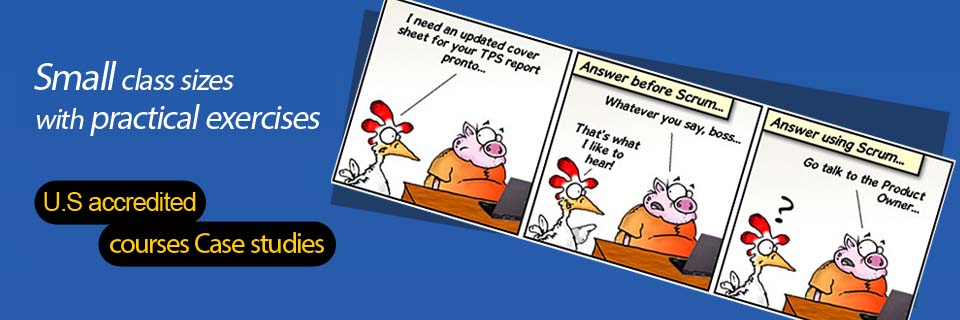 Small class sizes
with practical exercises
U.S accredited
courses Case studies
I need an updated cover
sheet for your TPS report
pronto...
Answer before Scrum...
Whatever you say, boss...
That's what
I like to
hear!
Answer using Scrum...
Go talk to the Product
Owner...
?